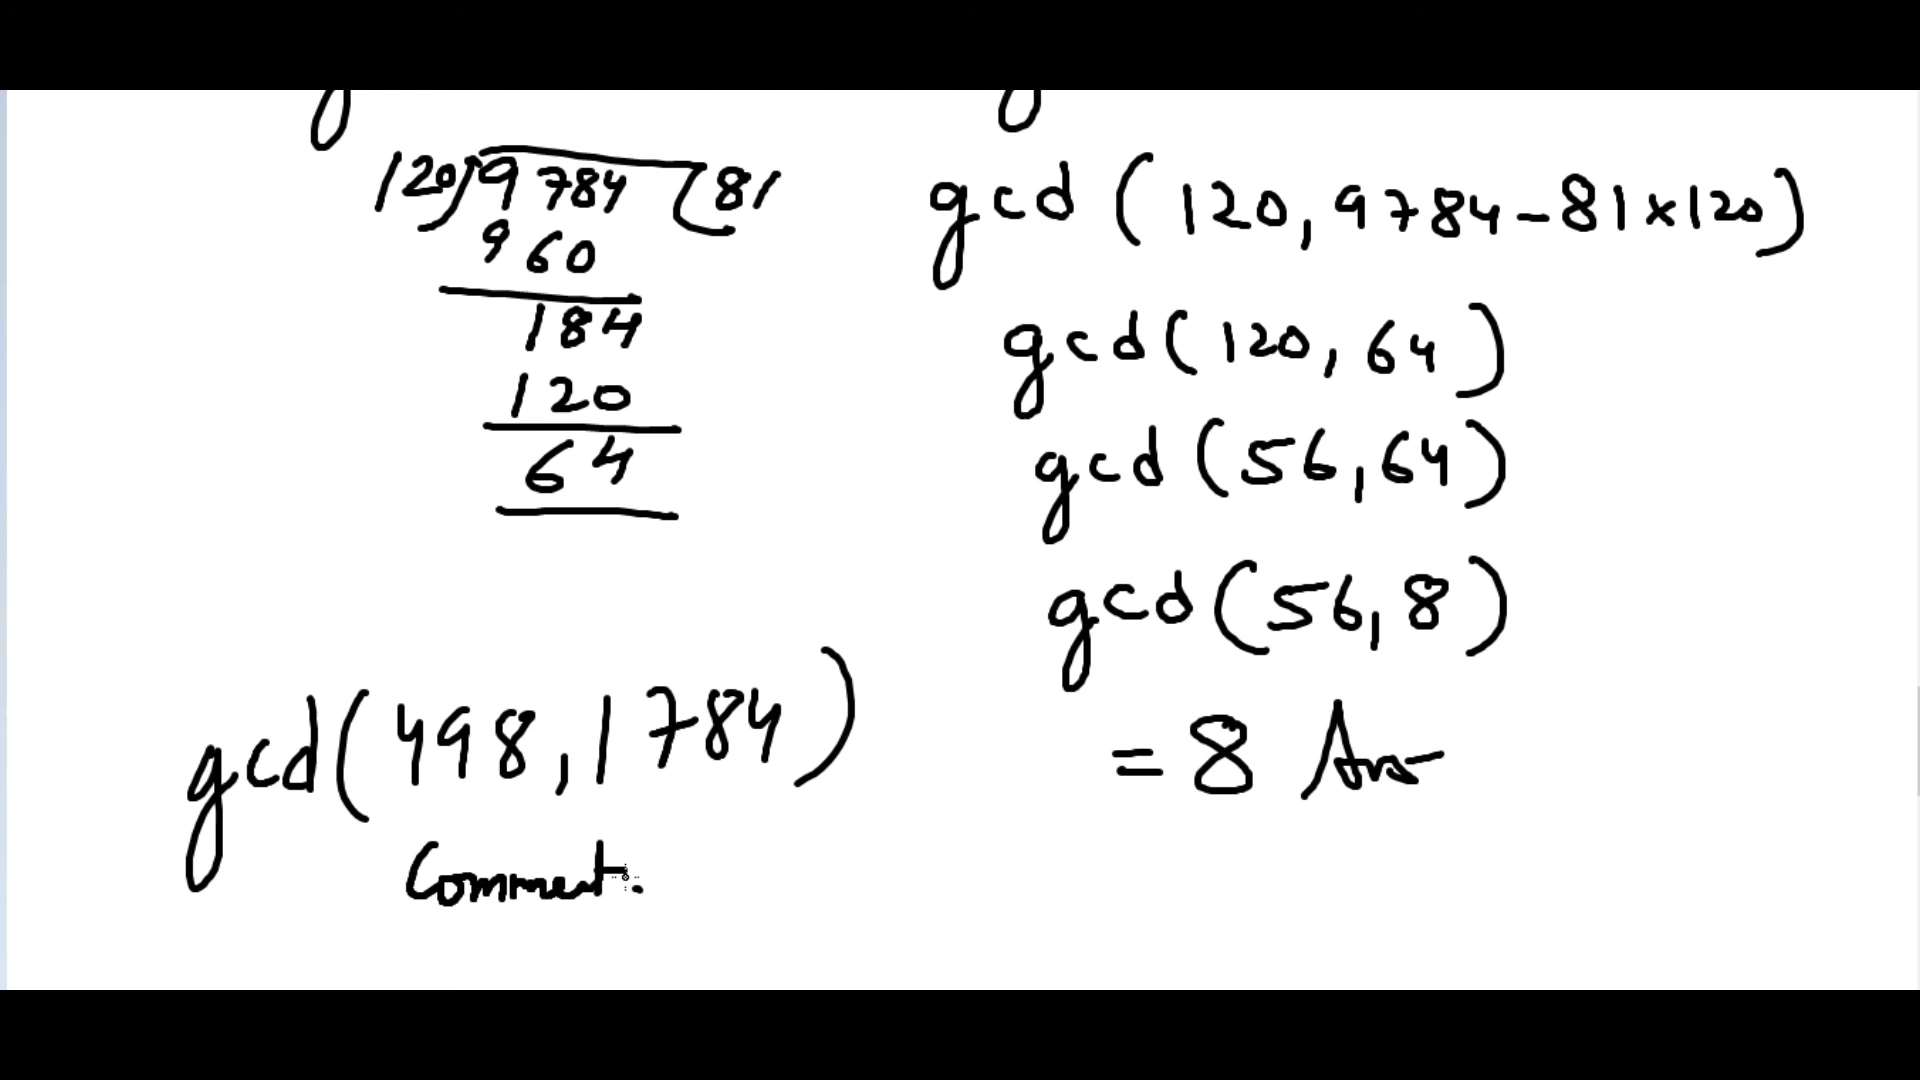 120)9784(81
960
184
120
64
gcd(498,1784)
Comment.
gcd(120,9784-81×120)
gcd(120,64)
gcd(56,64)
gcd(56,8)
=8 Ans